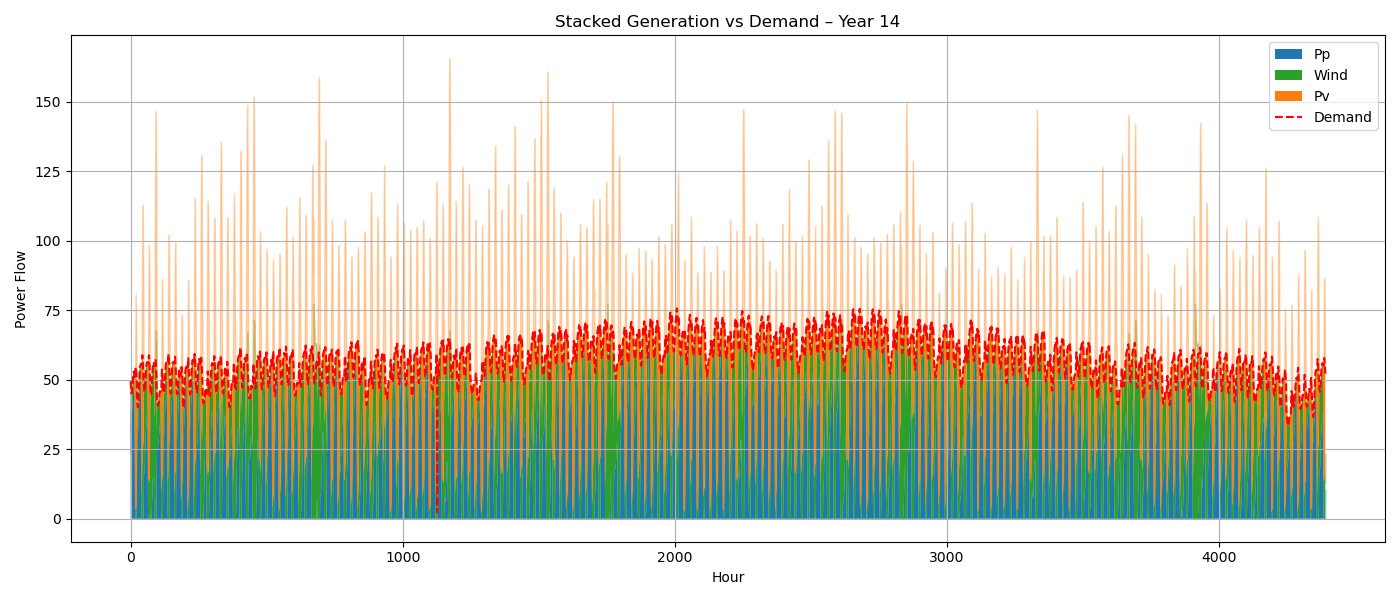 Stacked Generation vs Demand – Year 14
Power Flow
150
125
100
75
50
25
0
Pp
Wind
Pv
Demand
0 1000 2000 3000 4000
Hour